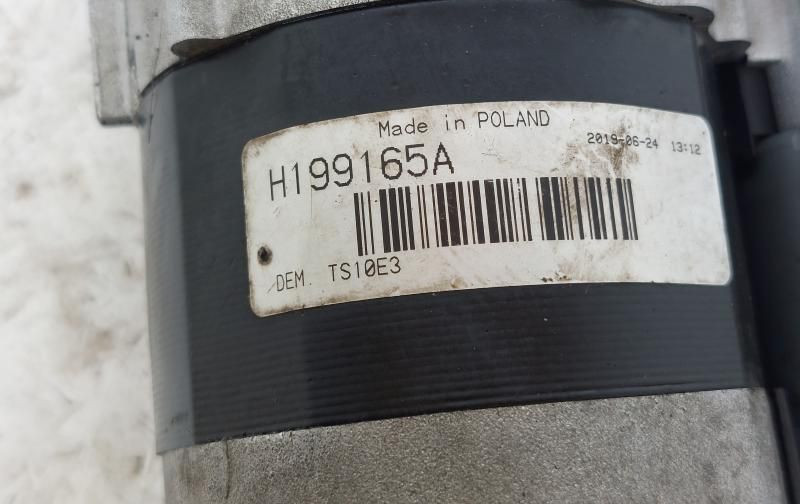 Made in POLAND
2019-06-24 13:12
H199165A
DEM. TS10E3